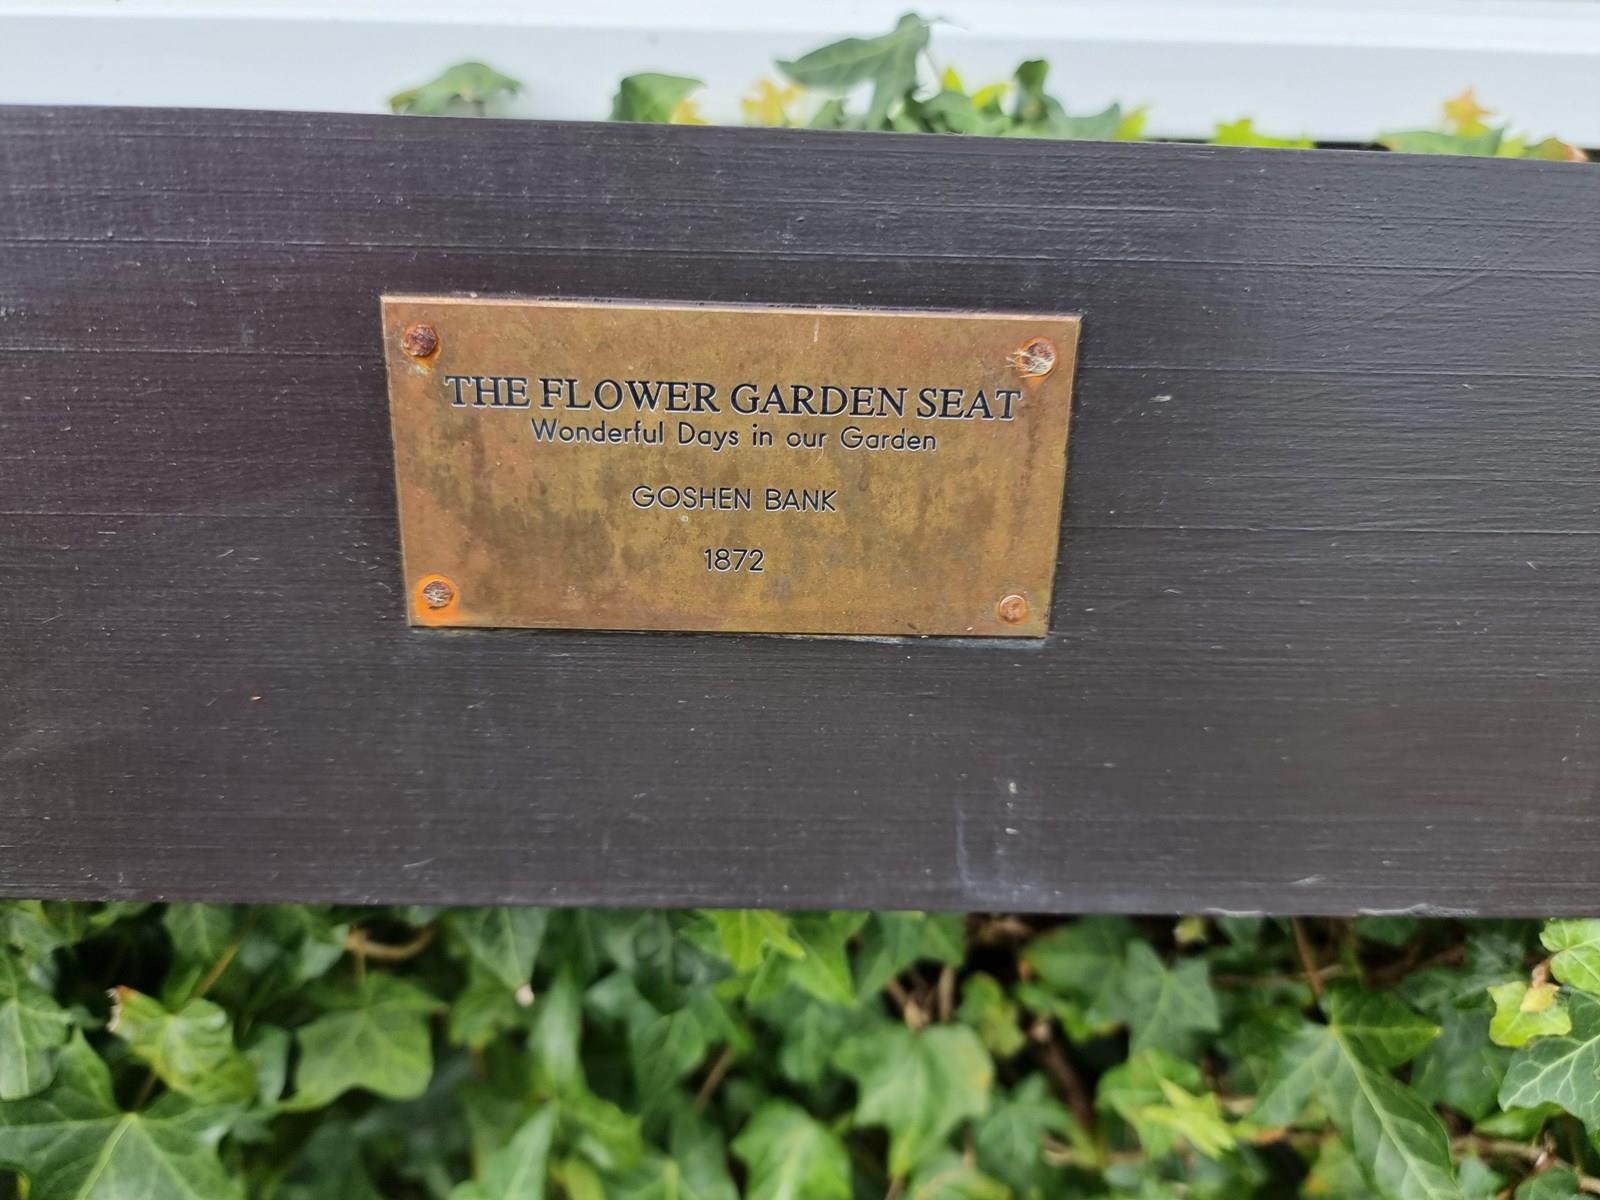 THE FLOWER GARDEN SEAT
Wonderful Days in our Garden
GOSHEN BANK
1872